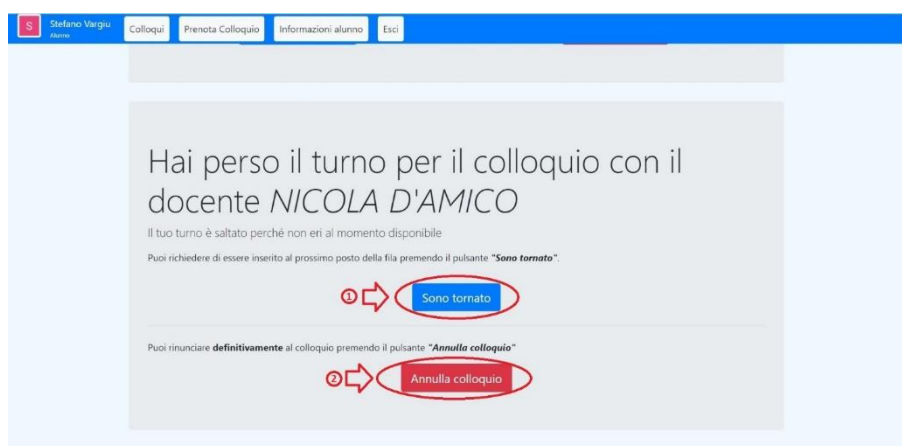 S
Stefano Vargiu
Alunno
Colloqui Prenota Colloquio Informazioni alunno Esci
Hai perso il turno per il colloquio con il
docente NICOLA D'AMICO
Il tuo turno è saltato perché non eri al momento disponibile
Puoi richiedere di essere inserito al prossimo posto della fila premendo il pulsante "Sono tornato".
1 Sono tornato
Puoi rinunciare definitivamente al colloquio premendo il pulsante "Annulla colloquio"
2 Annulla colloquio